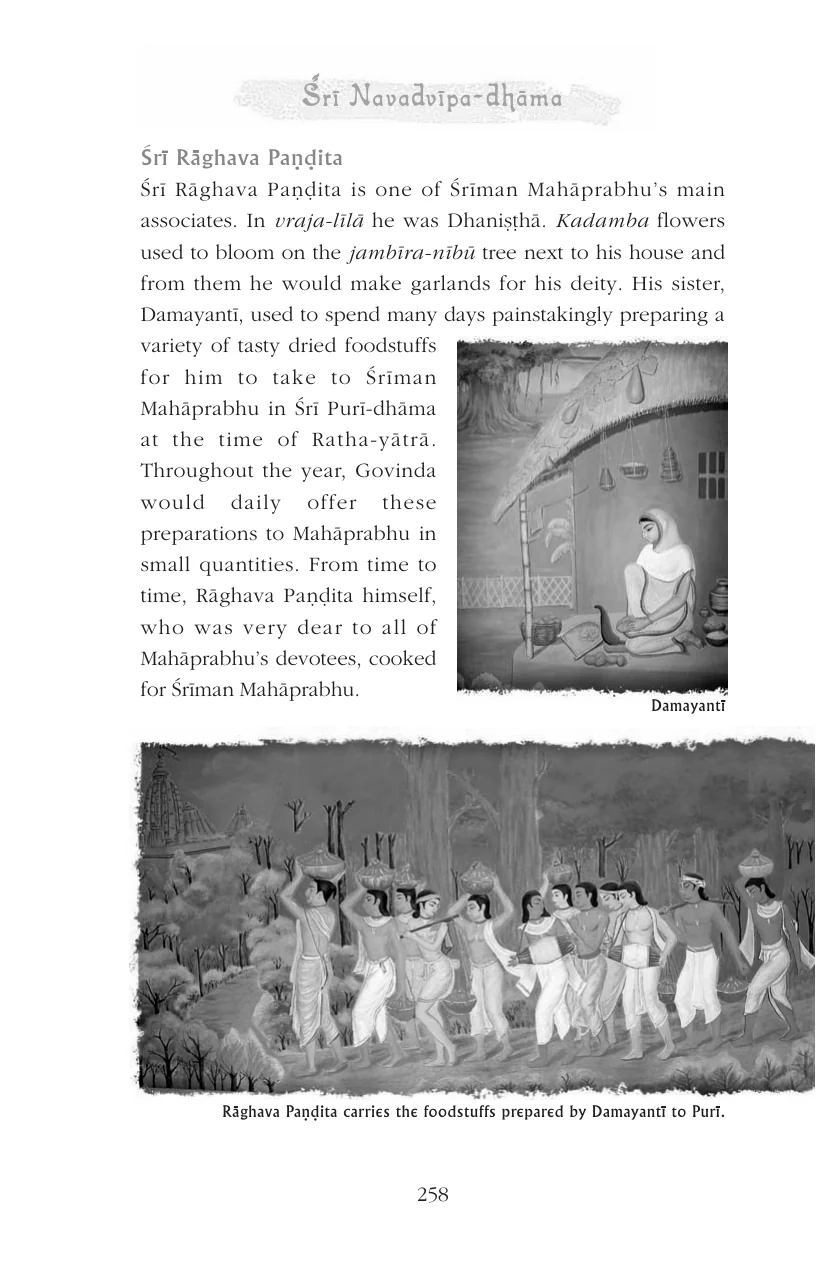 Śrī Navadvīpa-dhāma
Śrī Rāghava Paṇḍita
Śrī Rāghava Paṇḍita is one of Śrīman Mahāprabhu’s main
associates. In vraja-līlā he was Dhaniṣṭhā. Kadamba flowers
used to bloom on the jambīra-nībū tree next to his house and
from them he would make garlands for his deity. His sister,
Damayantī, used to spend many days painstakingly preparing a
variety of tasty dried foodstuffs
for him to take to Śrīman
Mahāprabhu in Śrī Purī-dhāma
at the time of Ratha-yātrā.
Throughout the year, Govinda
would daily offer these
preparations to Mahāprabhu in
small quantities. From time to
time, Rāghava Paṇḍita himself,
who was very dear to all of
Mahāprabhu’s devotees, cooked
for Śrīman Mahāprabhu.
Damayantī
Rāghava Paṇḍita carries the foodstuffs prepared by Damayantī to Purī.
258